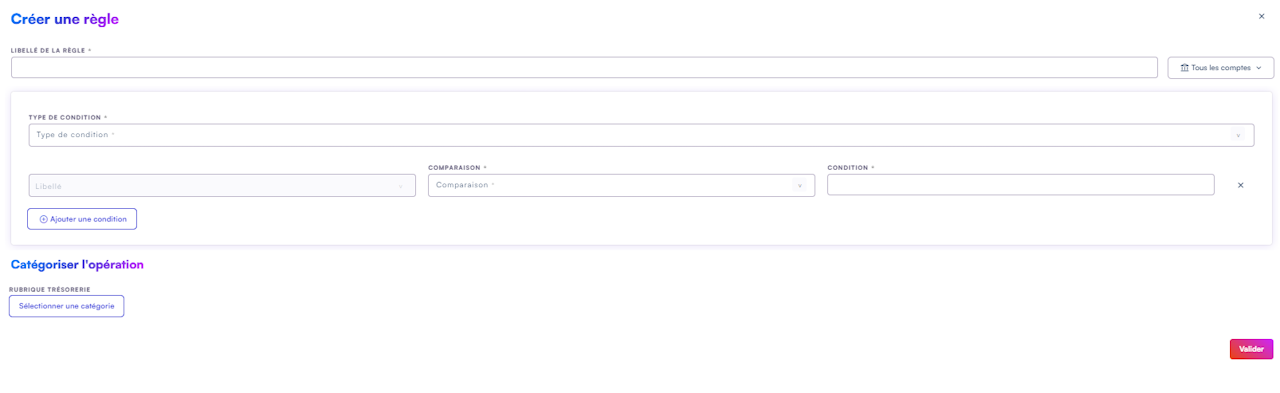 Créer une règle
LIBELLÉ DE LA RÈGLE *
Tous les comptes
TYPE DE CONDITION *
Type de condition *
COMPARAISON * CONDITION *
Libellé Comparaison *
Ajouter une condition
Catégoriser l'opération
RUBRIQUE TRÉSORERIE
Sélectionner une catégorie
Valider